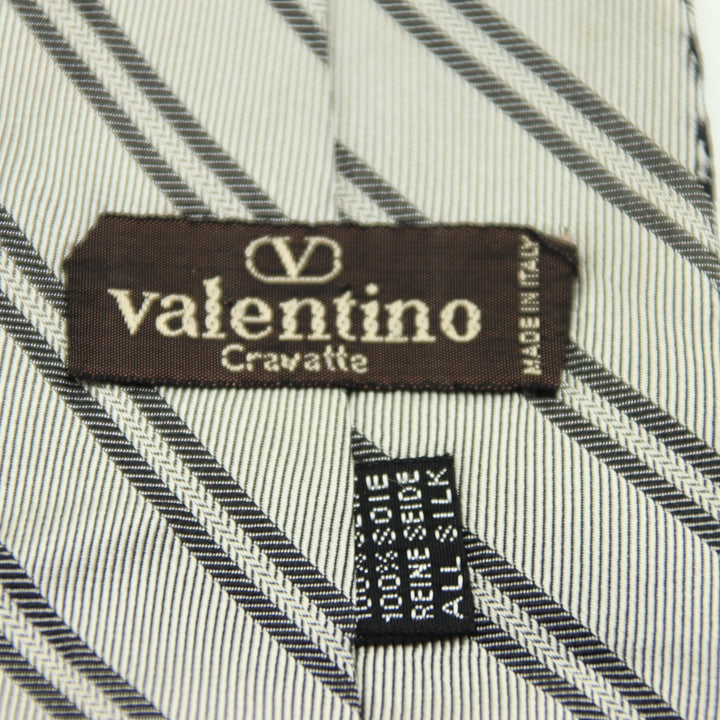 V
valentino
Cravatte
MADE IN ITALY
100% SOIE
REINE SEIDE
ALL SILK